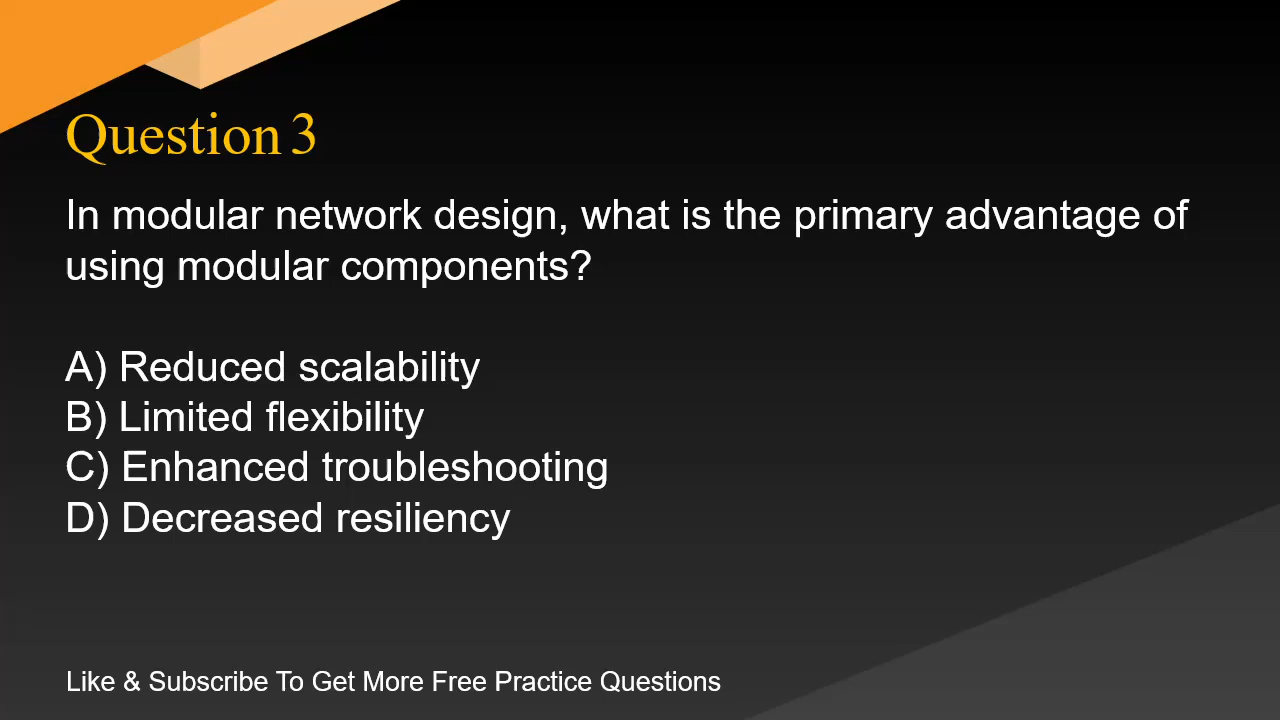 Question 3
In modular network design, what is the primary advantage of
using modular components?
A) Reduced scalability
B) Limited flexibility
C) Enhanced troubleshooting
D) Decreased resiliency
Like & Subscribe To Get More Free Practice Questions